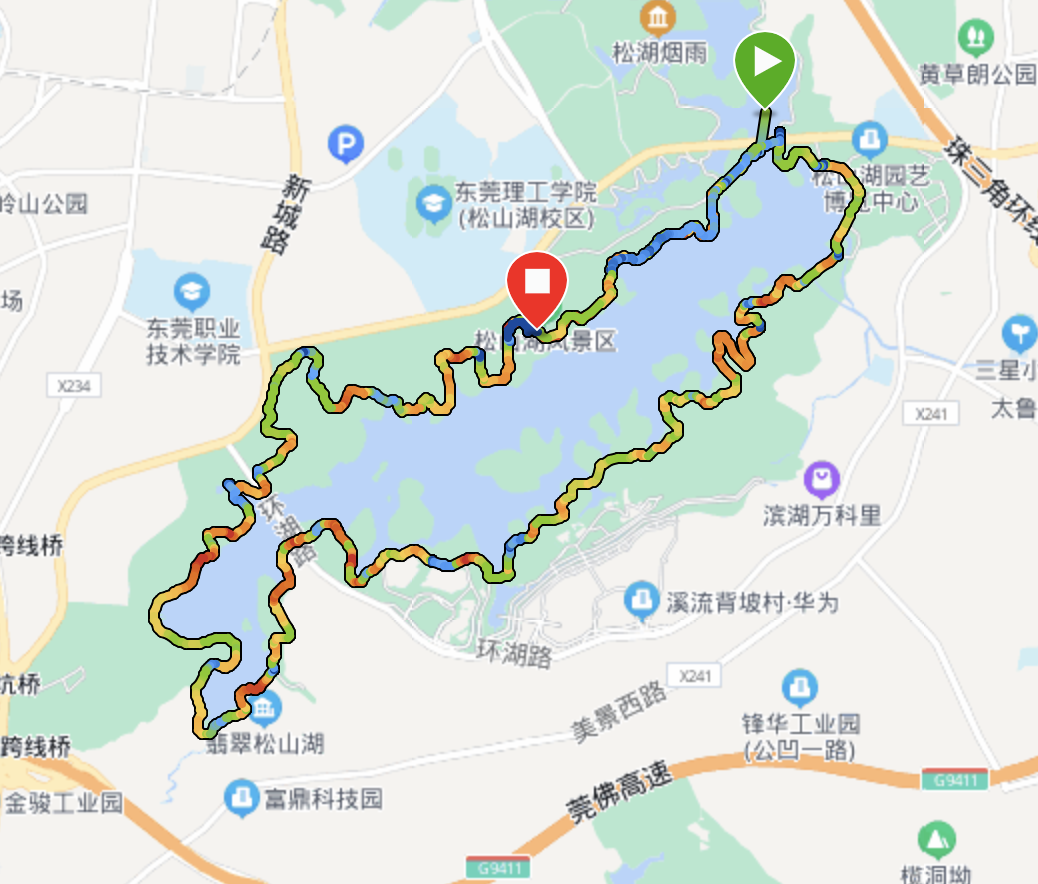 松湖烟雨
黄草朗公园
珠三角环线
岭山公园
新城路
东莞理工学院
(松山湖校区)
松山湖园艺
博览中心
场
东莞职业
技术学院
松山湖风景区
三星小
太鲁
X234
X241
滨湖万科里
环湖路
跨线桥
溪流背坡村·华为
环湖路
X241
坑桥
美景西路
锋华工业园
(公凹一路)
翡翠松山湖
跨线桥
莞佛高速
G9411
金骏工业园
富鼎科技园
G9411
榄洞坳